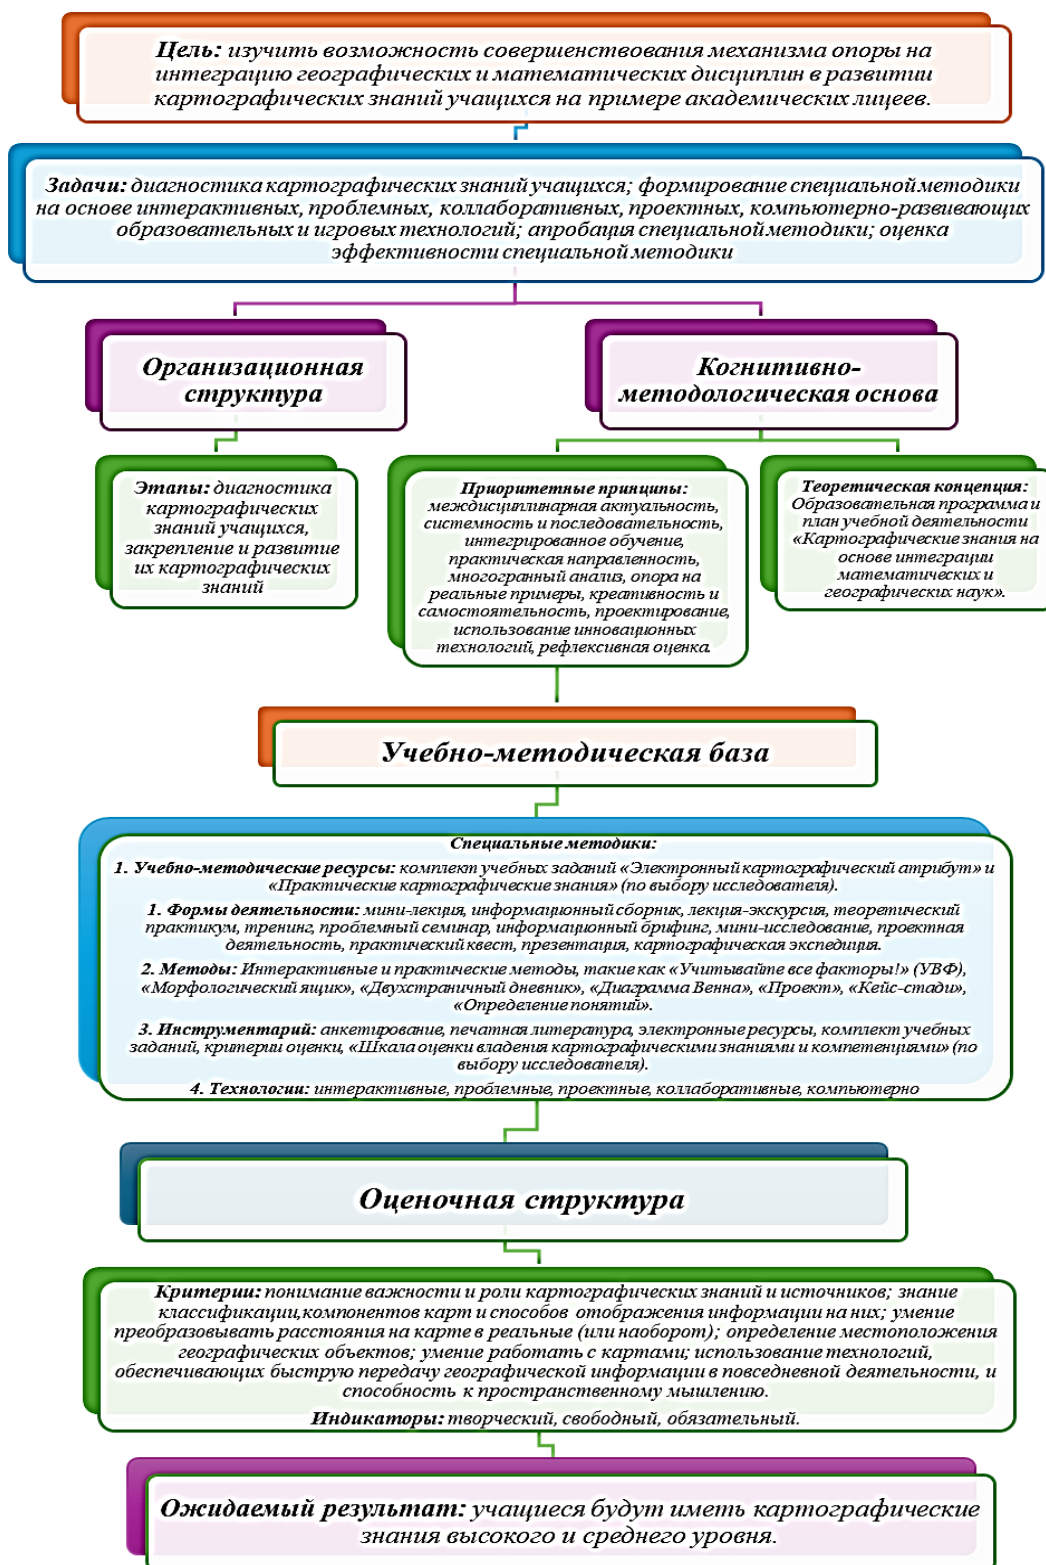 Цель: изучить возможность совершенствования механизма опоры на
интеграцию географических и математических дисциплин в развитии
картографических знаний учащихся на примере академических лицеев.
Задачи: диагностика картографических знаний учащихся; формирование специальной методики
на основе интерактивных, проблемных, коллаборативных, проектных, компьютерно-развивающих
образовательных и игровых технологий; апробация специальной методики; оценка
эффективности специальной методики
Организационная
структура
Когнитивно-
методологическая основа
Этапы: диагностика
картографических
знаний учащихся,
закрепление и развитие
их картографических
знаний
Приоритетные принципы:
междисциплинарная актуальность,
системность и последовательность,
интегрированное обучение,
практическая направленность,
многогранный анализ, опора на
реальные примеры, креативность и
самостоятельность, проектирование,
использование инновационных
технологий, рефлексивная оценка.
Теоретическая концепция:
Образовательная программа и
план учебной деятельности
«Картографические знания на
основе интеграции
математических и
географических наук».
Учебно-методическая база
Специальные методики:
1. Учебно-методические ресурсы: комплект учебных заданий «Электронный картографический атрибут» и
«Практические картографические знания» (по выбору исследователя).
1. Формы деятельности: мини-лекция, информационный сборник, лекция-экскурсия, теоретический
практикум, тренинг, проблемный семинар, информационный брифинг, мини-исследование, проектная
деятельность, практический квест, презентация, картографическая экспедиция.
2. Методы: Интерактивные и практические методы, такие как «Учитывайте все факторы!» (УВФ),
«Морфологический ящик», «Двухстраничный дневник», «Диаграмма Венна», «Проект», «Кейс-стади»,
«Определение понятий».
3. Инструментарий: анкетирование, печатная литература, электронные ресурсы, комплект учебных
заданий, критерии оценки, «Шкала оценки владения картографическими знаниями и компетенциями» (по
выбору исследователя).
4. Технологии: интерактивные, проблемные, проектные, коллаборативные, компьютерно
Оценочная структура
Критерии: понимание важности и роли картографических знаний и источников; знание
классификации,компонентов карт и способов отображения информации на них; умение
преобразовывать расстояния на карте в реальные (или наоборот); определение местоположения
географических объектов; умение работать с картами; использование технологий,
обеспечивающих быструю передачу географической информации в повседневной деятельности, и
способность к пространственному мышлению.
Индикаторы: творческий, свободный, обязательный.
Ожидаемый результат: учащиеся будут иметь картографические
знания высокого и среднего уровня.